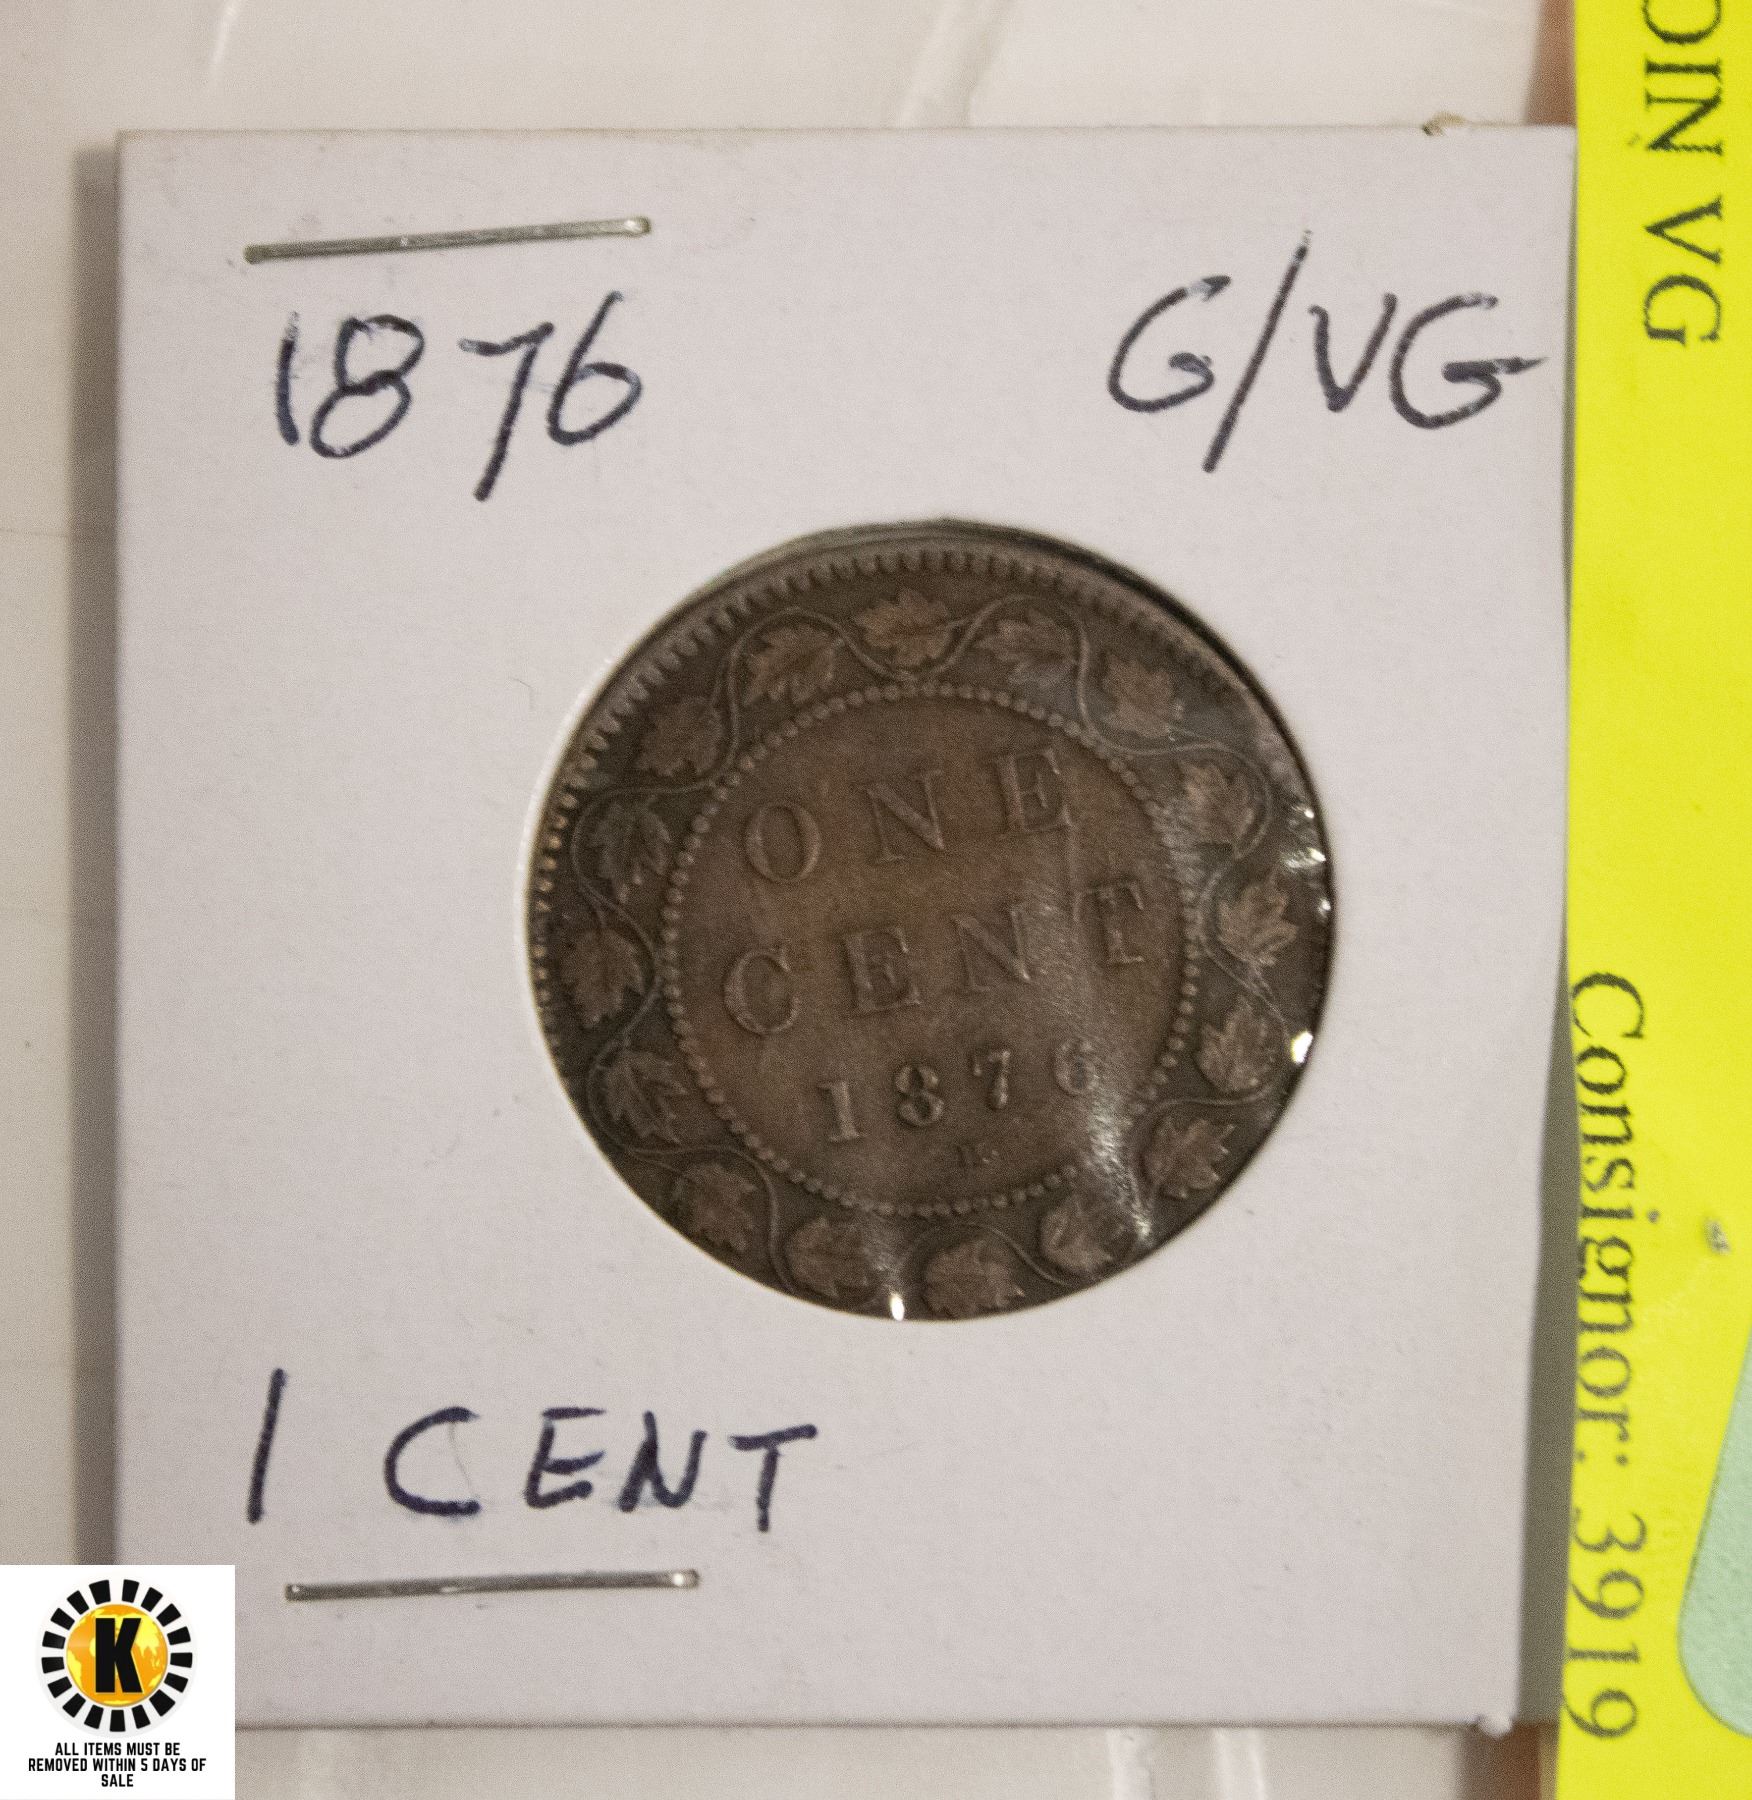 1876 G/VG
ONE
CENT
1876
H
1 CENT
OIN VG
Consignor: 3919
K
ALL ITEMS MUST BE
REMOVED WITHIN 5 DAYS OF
SALE